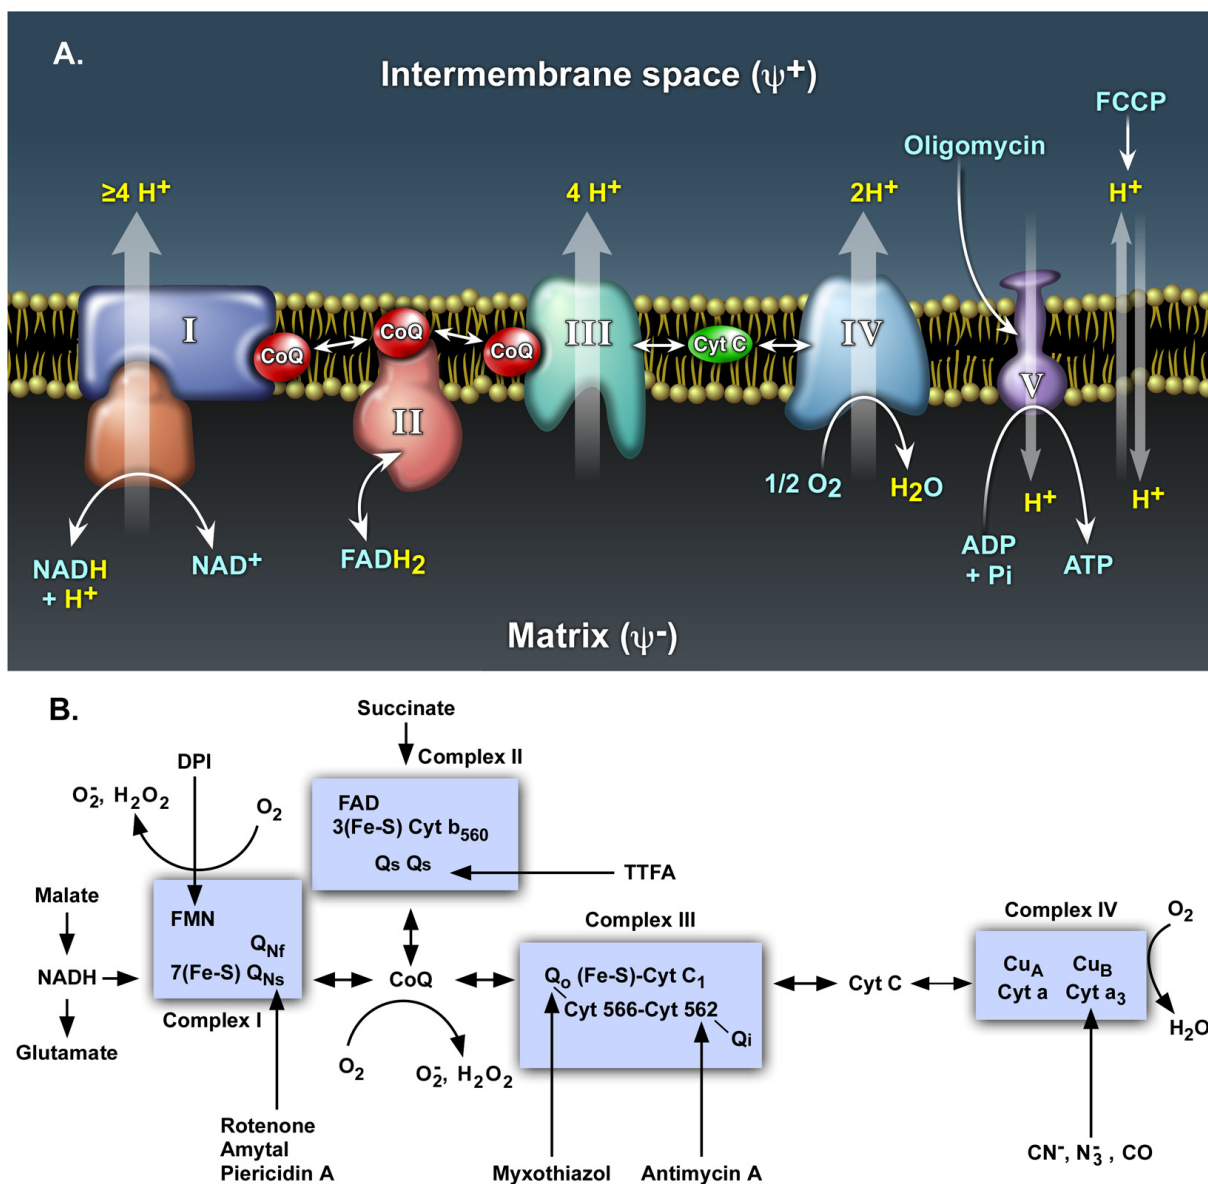 A.
Intermembrane space (ψ+)
FCCP
Oligomycin
≥4 H+
4 H+
2H+
H+
I
CoQ
CoQ
CoQ
III
Cyt C
IV
V
II
1/2 O2
H2O
H+
H+
NADH
+ H+
NAD+
FADH2
ADP
+ Pi
ATP
Matrix (ψ-)
B.
Succinate
Complex II
DPI
O2-, H2O2
O2
FAD
3(Fe-S) Cyt b560
Qs Qs
TTFA
Malate
FMN
QNf
7(Fe-S) QNs
NADH
Complex I
Glutamate
CoQ
O2
O2-, H2O2
Complex III
Qo (Fe-S)-Cyt C1
Cyt 566-Cyt 562
Qi
Cyt C
Complex IV
CuA CuB
Cyt a Cyt a3
O2
H2O
Rotenone
Amytal
Piericidin A
Myxothiazol
Antimycin A
CN-, N3-, CO